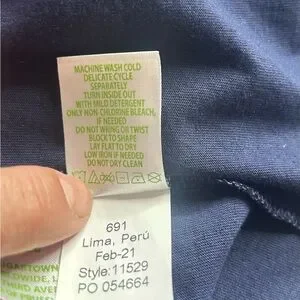 MACHINE WASH COLD
DELICATE CYCLE
SEPARATELY
TURN INSIDE OUT
WITH MILD DETERGENT
ONLY NON-CHLORINE BLEACH,
IF NEEDED
DO NOT WRING OR TWIST
BLOCK TO SHAPE
LAY FLAT TO DRY
LOW IRON IF NEEDED
DO NOT DRY CLEAN
691
Lima, Perú
Feb-21
Style:11529
PO 054664